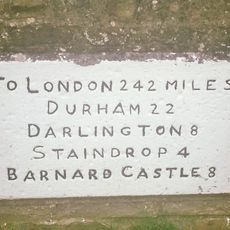 TO LONDON 242 MILES
DURHAM 22
DARLINGTON 8
STAINDROP 4
BARNARD CASTLE 8